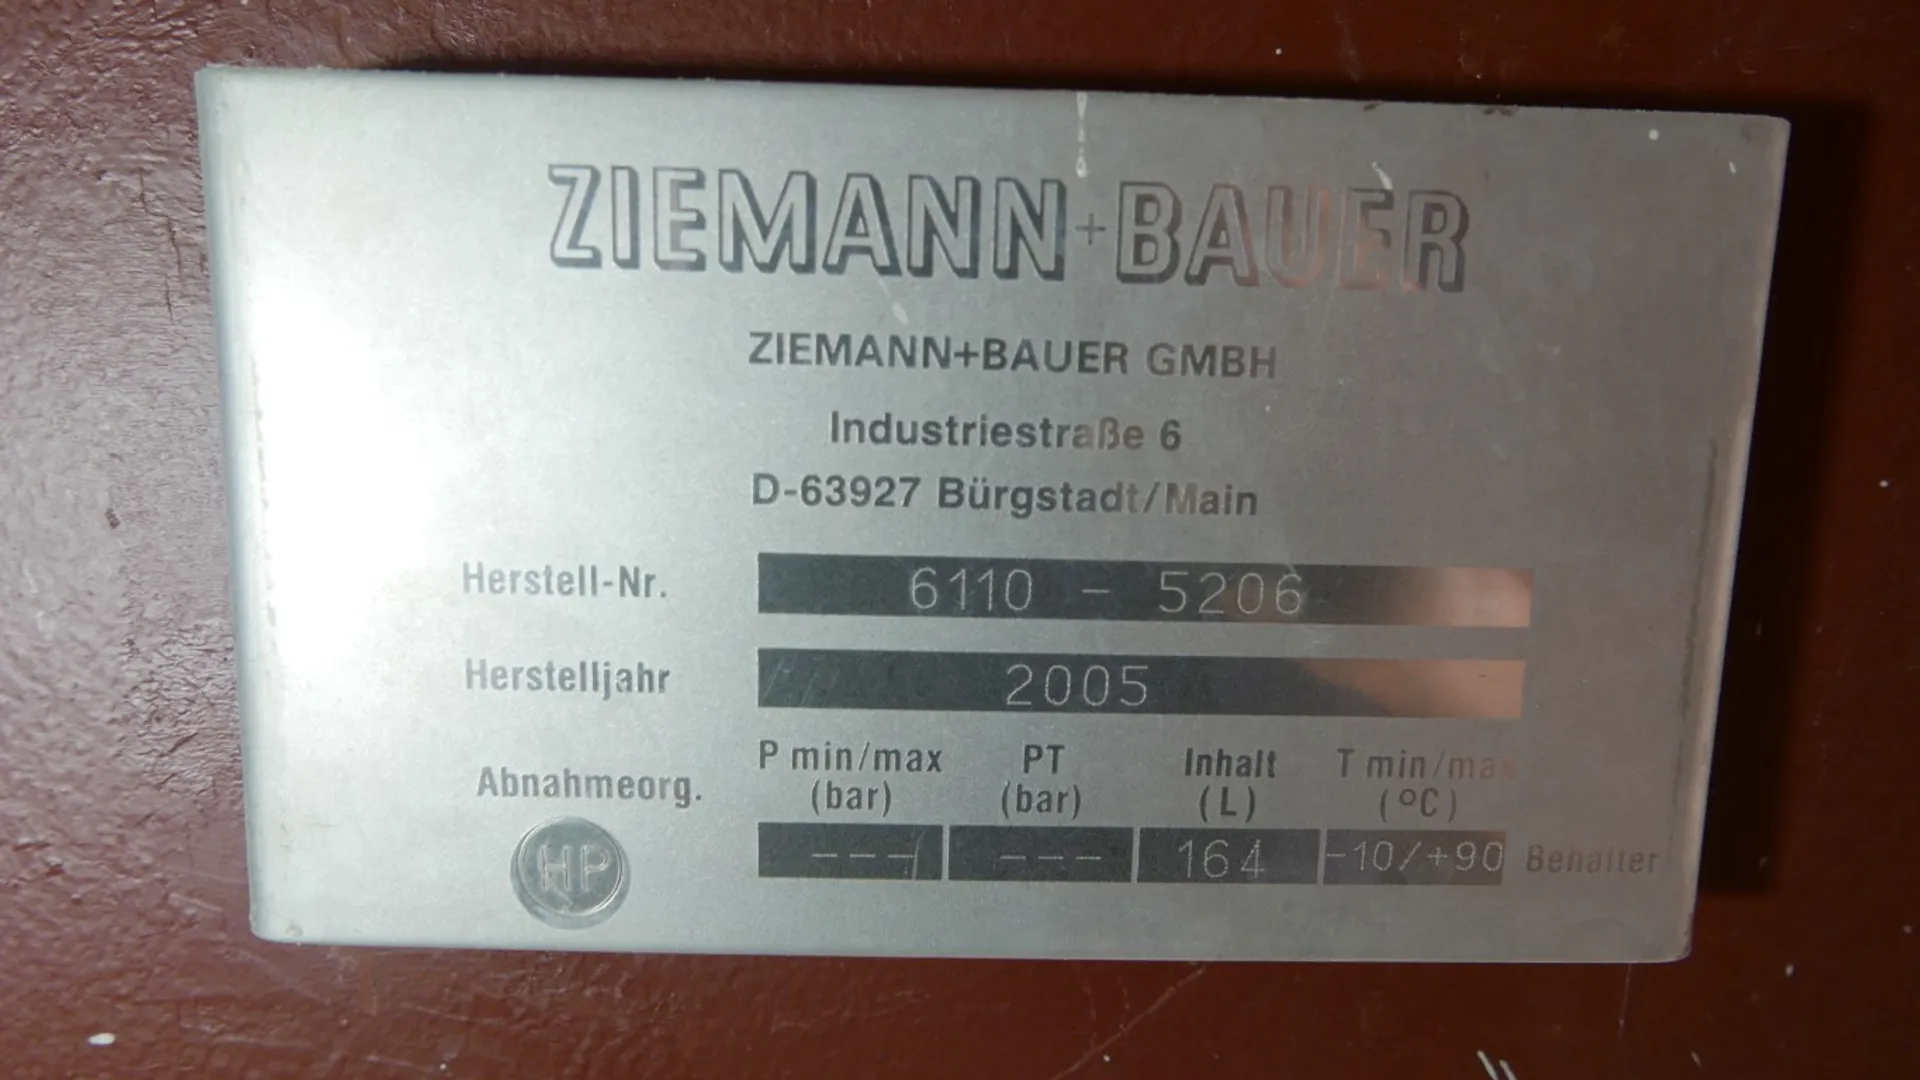 ZIEMANN+BAUER
ZIEMANN+BAUER GMBH
Industriestraße 6
D-63927 Bürgstadt/Main
Herstell-Nr. 6110 - 5206
Herstelljahr 2005
Abnahmeorg. P min/max (bar) PT (bar) Inhalt (L) T min/max (°C)
HP --- --- 164 -10/+90 Behälter